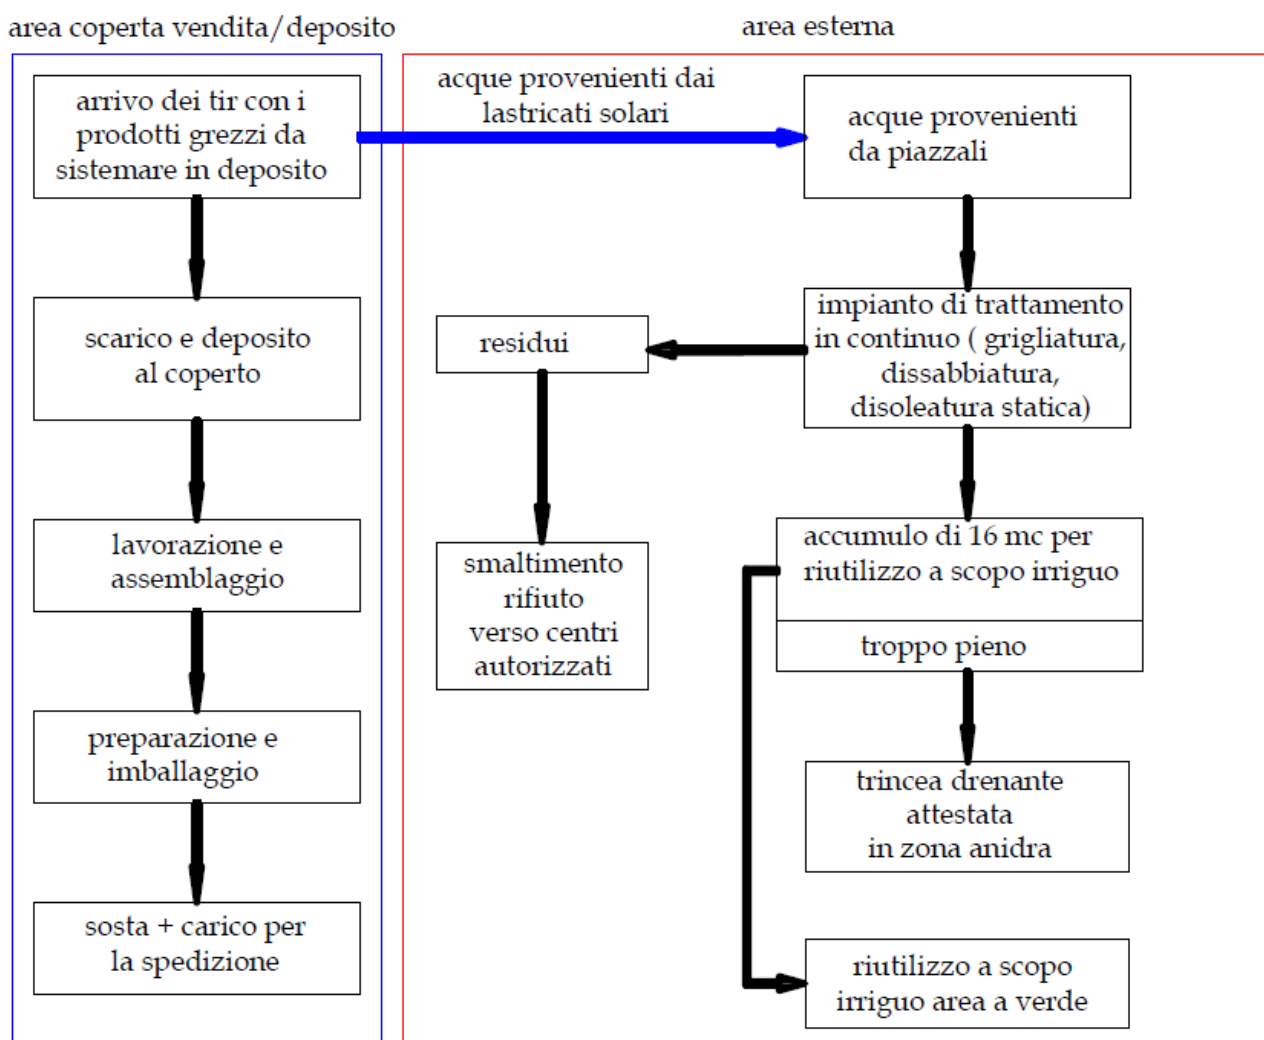 area coperta vendita/deposito
arrivo dei tir con i
prodotti grezzi da
sistemare in deposito
scarico e deposito
al coperto
lavorazione e
assemblaggio
preparazione e
imballaggio
sosta + carico per
la spedizione
area esterna
acque provenienti dai
lastricati solari
acque provenienti
da piazzali
impianto di trattamento
in continuo ( grigliatura,
dissabbiatura,
disoleatura statica)
residui
smaltimento
rifiuto
verso centri
autorizzati
accumulo di 16 mc per
riutilizzo a scopo irriguo
troppo pieno
trincea drenante
attestata
in zona anidra
riutilizzo a scopo
irriguo area a verde